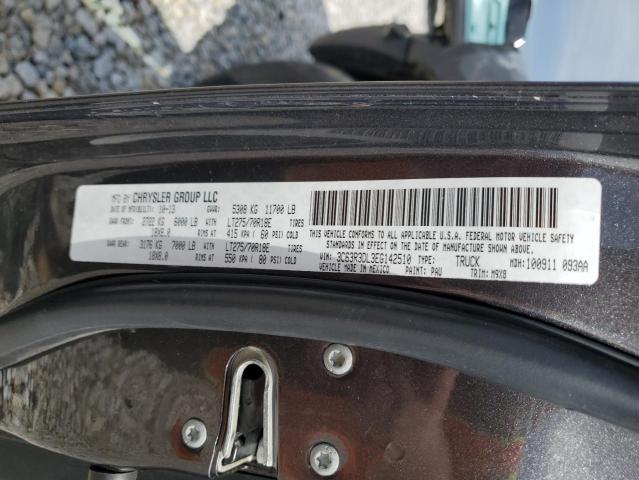 MFD BY CHRYSLER GROUP LLC
MFD(BUILT): 10-13 GVWR: 5308 KG 11700 LB
GAWR FRONT: 2722 KG 6000 LB WITH LT275/70R18E TIRES
18X8.0 RIMS AT 415 KPA ( 60 PSI) COLD
GAWR REAR: 3176 KG 7000 LB WITH LT275/70R18E TIRES
18X8.0 RIMS AT 550 KPA ( 80 PSI) COLD
THIS VEHICLE CONFORMS TO ALL APPLICABLE U.S.A. FEDERAL MOTOR VEHICLE SAFETY
STANDARDS IN EFFECT ON THE DATE OF MANUFACTURE SHOWN ABOVE.
VIN: 3C63R3DL3EG142510 TYPE: TRUCK MDH:100911 093AA
VEHICLE MADE IN MEXICO PAINT: PAU TRIM: M9X8